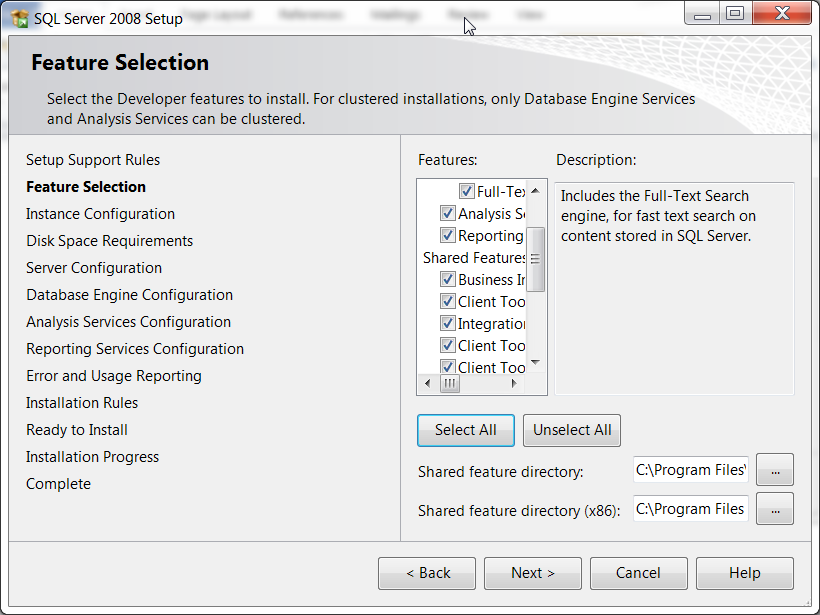 SQL Server 2008 Setup
References
Mailings
Review
View
Feature Selection
Select the Developer features to install. For clustered installations, only Database Engine Services
and Analysis Services can be clustered.
Setup Support Rules
Feature Selection
Instance Configuration
Disk Space Requirements
Server Configuration
Database Engine Configuration
Analysis Services Configuration
Reporting Services Configuration
Error and Usage Reporting
Installation Rules
Ready to Install
Installation Progress
Complete
Features:
Full-Te
Analysis S
Reporting
Shared Features
Business In
Client Too
Integration
Client Too
Client Too
Description:
Includes the Full-Text Search
engine, for fast text search on
content stored in SQL Server.
Select All
Unselect All
Shared feature directory:
C:\Program Files\
...
Shared feature directory (x86):
C:\Program Files
...
< Back
Next >
Cancel
Help